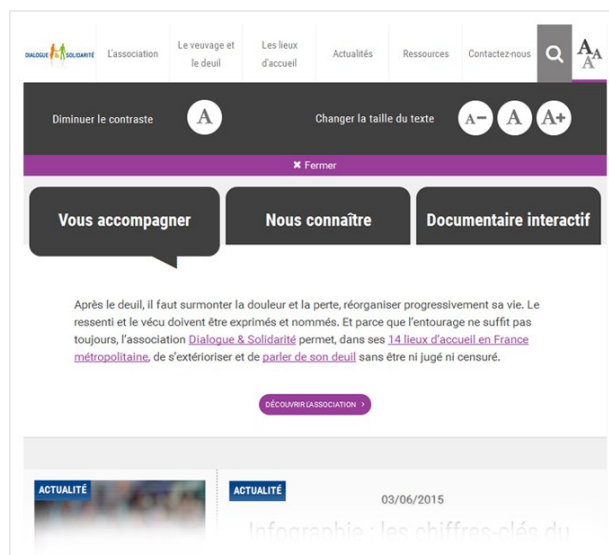 DIALOGUE & SOLIDARITÉ
L'association
Le veuvage et
le deuil
Les lieux
d'accueil
Actualités
Ressources
Contactez-nous
A A A
Diminuer le contraste
A
Changer la taille du texte
A− A A+
✖ Fermer
Vous accompagner
Nous connaître
Documentaire interactif
Après le deuil, il faut surmonter la douleur et la perte, réorganiser progressivement sa vie. Le
ressenti et le vécu doivent être exprimés et nommés. Et parce que l'entourage ne suffit pas
toujours, l'association Dialogue & Solidarité permet, dans ses 14 lieux d'accueil en France
métropolitaine, de s'extérioriser et de parler de son deuil sans être ni jugé ni censuré.
DÉCOUVRIR L'ASSOCIATION >
ACTUALITÉ
ACTUALITÉ
03/06/2015
Infographie : les chiffres-clés du